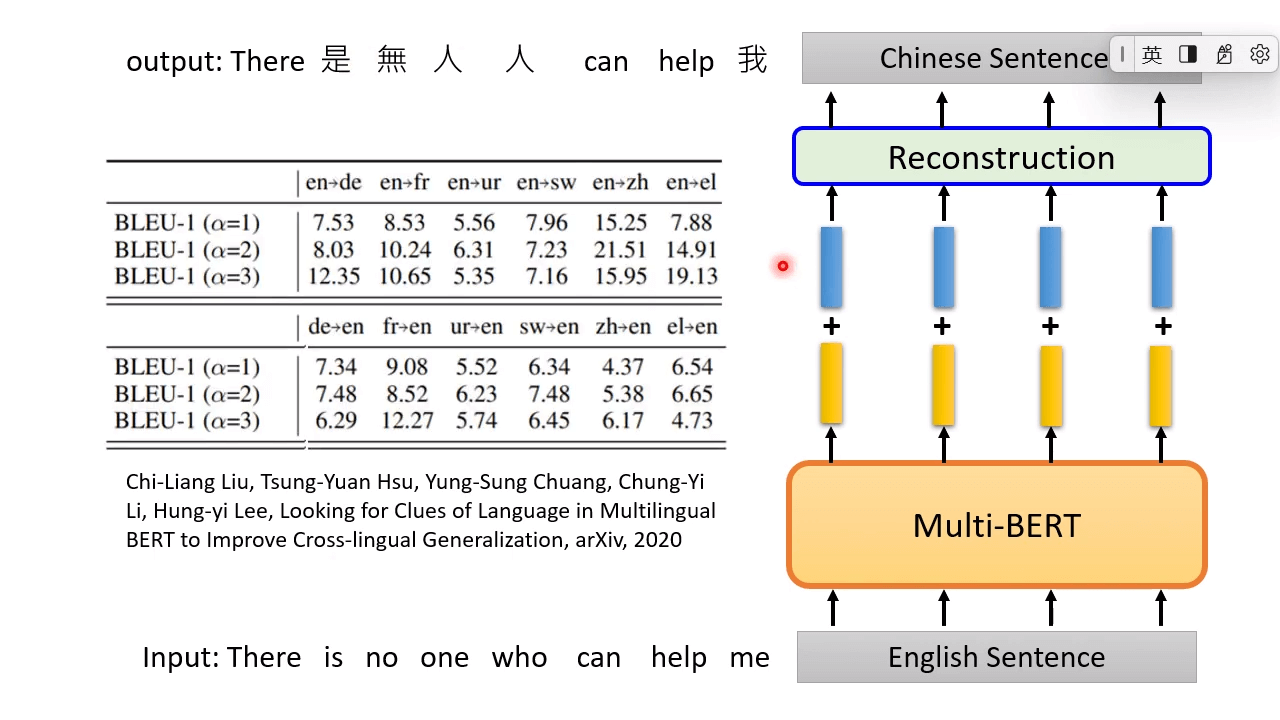 output: There 是 無 人 人 can help 我
Chinese Sentence
英
Reconstruction
en→de en→fr en→ur en→sw en→zh en→el
BLEU-1 (α=1) 7.53 8.53 5.56 7.96 15.25 7.88
BLEU-1 (α=2) 8.03 10.24 6.31 7.23 21.51 14.91
BLEU-1 (α=3) 12.35 10.65 5.35 7.16 15.95 19.13
de→en fr→en ur→en sw→en zh→en el→en
BLEU-1 (α=1) 7.34 9.08 5.52 6.34 4.37 6.54
BLEU-1 (α=2) 7.48 8.52 6.23 7.48 5.38 6.65
BLEU-1 (α=3) 6.29 12.27 5.74 6.45 6.17 4.73
+ + + +
Chi-Liang Liu, Tsung-Yuan Hsu, Yung-Sung Chuang, Chung-Yi
Li, Hung-yi Lee, Looking for Clues of Language in Multilingual
BERT to Improve Cross-lingual Generalization, arXiv, 2020
Multi-BERT
Input: There is no one who can help me
English Sentence